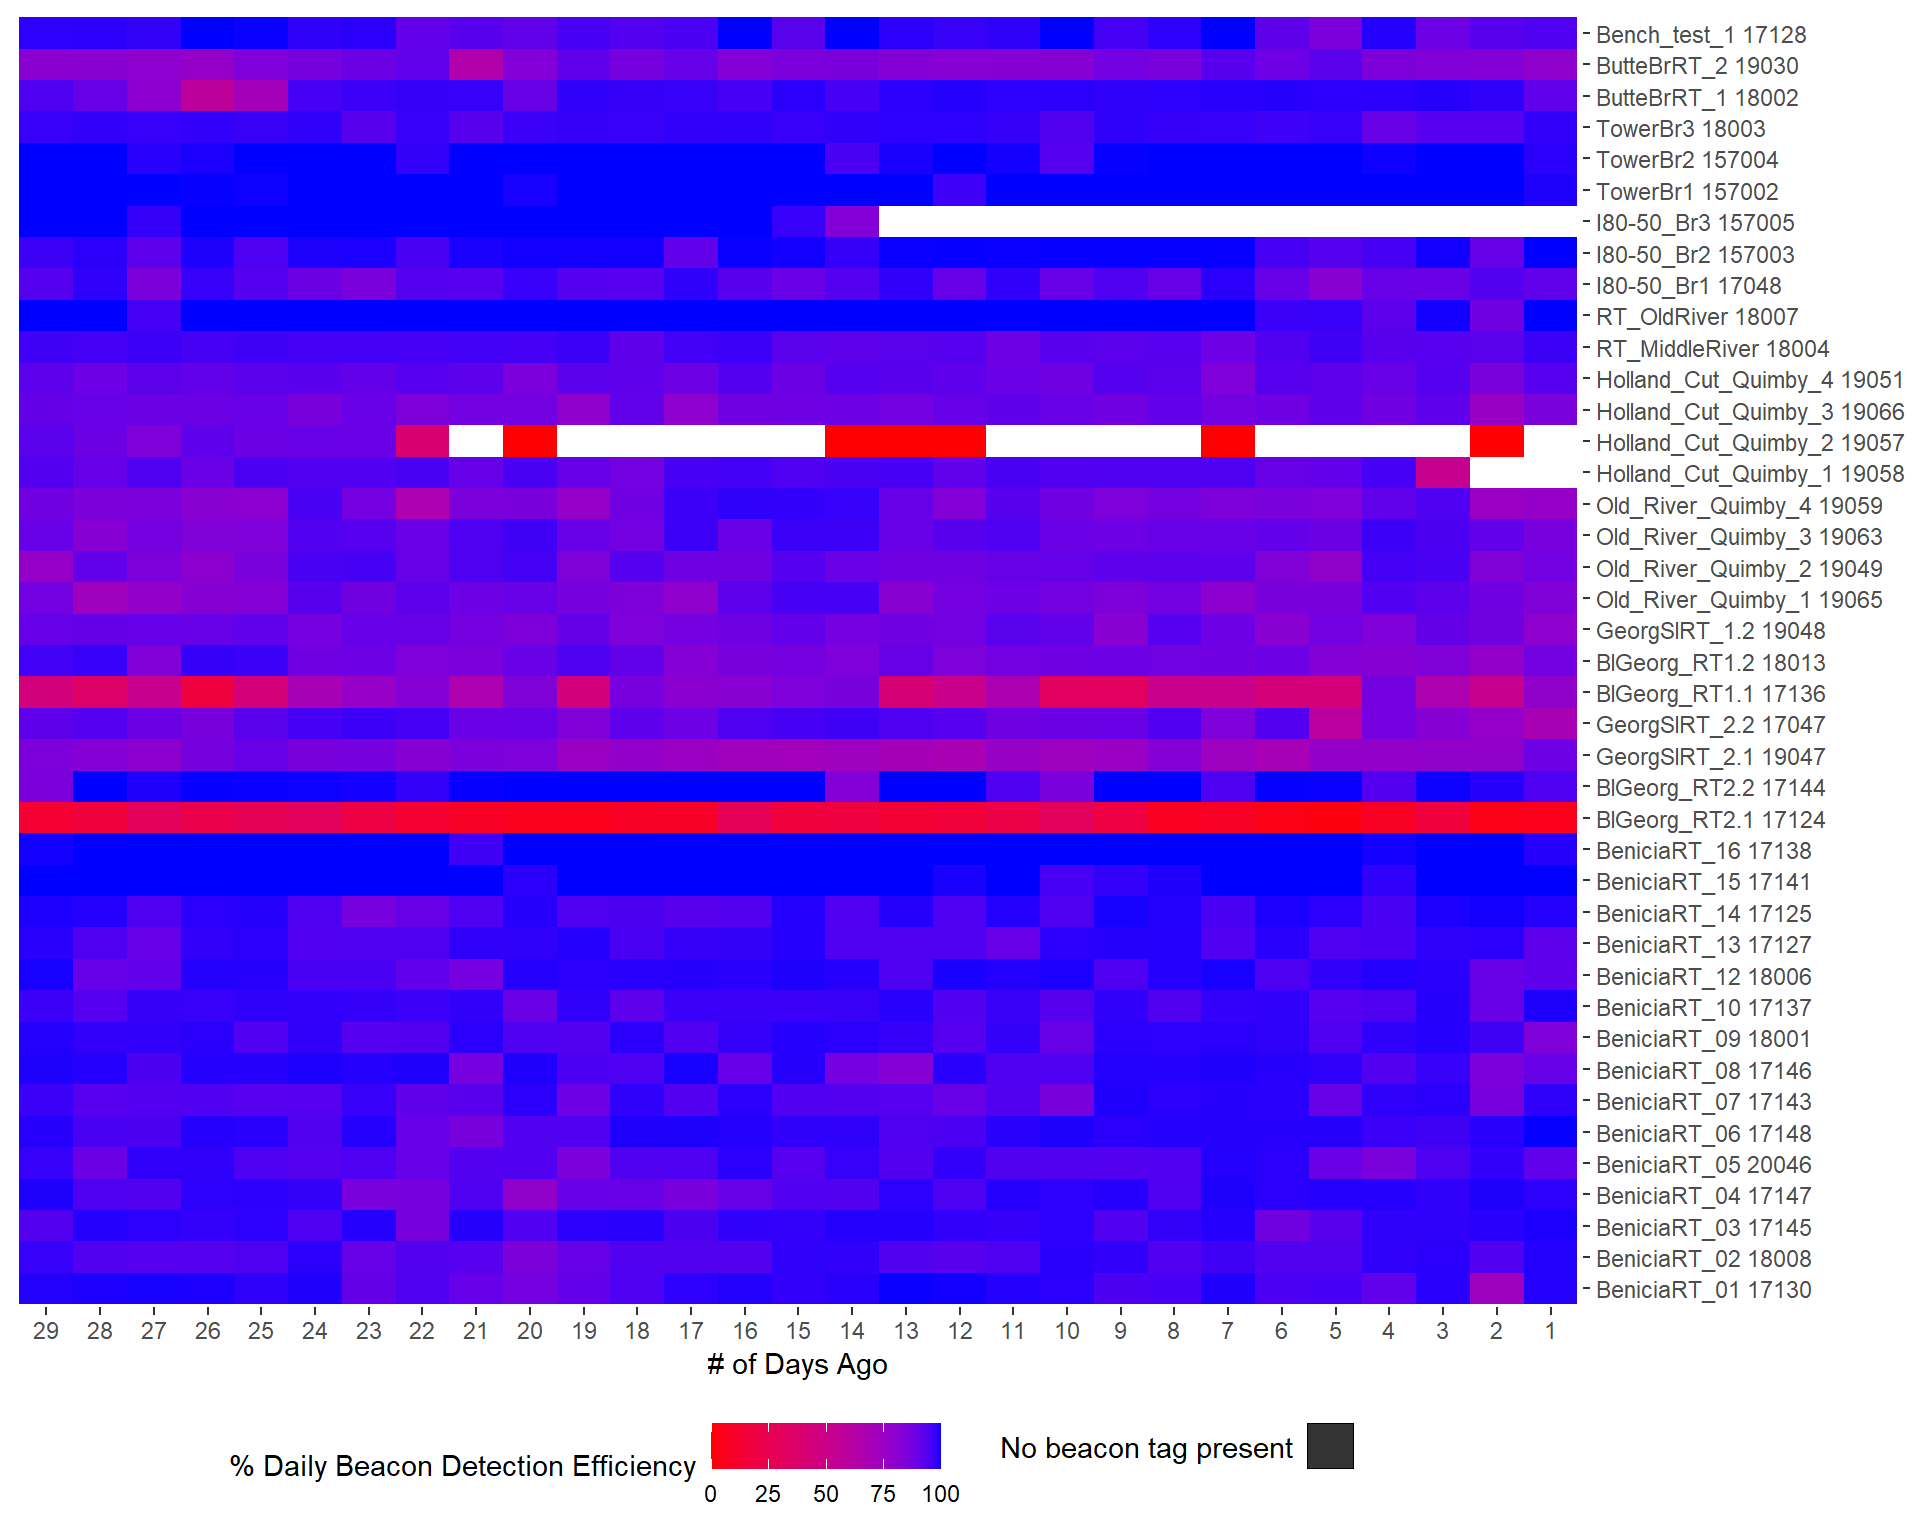 Bench_test_1 17128
ButteBrRT_2 19030
ButteBrRT_1 18002
TowerBr3 18003
TowerBr2 157004
TowerBr1 157002
I80-50_Br3 157005
I80-50_Br2 157003
I80-50_Br1 17048
RT_OldRiver 18007
RT_MiddleRiver 18004
Holland_Cut_Quimby_4 19051
Holland_Cut_Quimby_3 19066
Holland_Cut_Quimby_2 19057
Holland_Cut_Quimby_1 19058
Old_River_Quimby_4 19059
Old_River_Quimby_3 19063
Old_River_Quimby_2 19049
Old_River_Quimby_1 19065
GeorgSlRT_1.2 19048
BlGeorg_RT1.2 18013
BlGeorg_RT1.1 17136
GeorgSlRT_2.2 17047
GeorgSlRT_2.1 19047
BlGeorg_RT2.2 17144
BlGeorg_RT2.1 17124
BeniciaRT_16 17138
BeniciaRT_15 17141
BeniciaRT_14 17125
BeniciaRT_13 17127
BeniciaRT_12 18006
BeniciaRT_10 17137
BeniciaRT_09 18001
BeniciaRT_08 17146
BeniciaRT_07 17143
BeniciaRT_06 17148
BeniciaRT_05 20046
BeniciaRT_04 17147
BeniciaRT_03 17145
BeniciaRT_02 18008
BeniciaRT_01 17130
29 28 27 26 25 24 23 22 21 20 19 18 17 16 15 14 13 12 11 10 9 8 7 6 5 4 3 2 1
# of Days Ago
% Daily Beacon Detection Efficiency
0 25 50 75 100
No beacon tag present